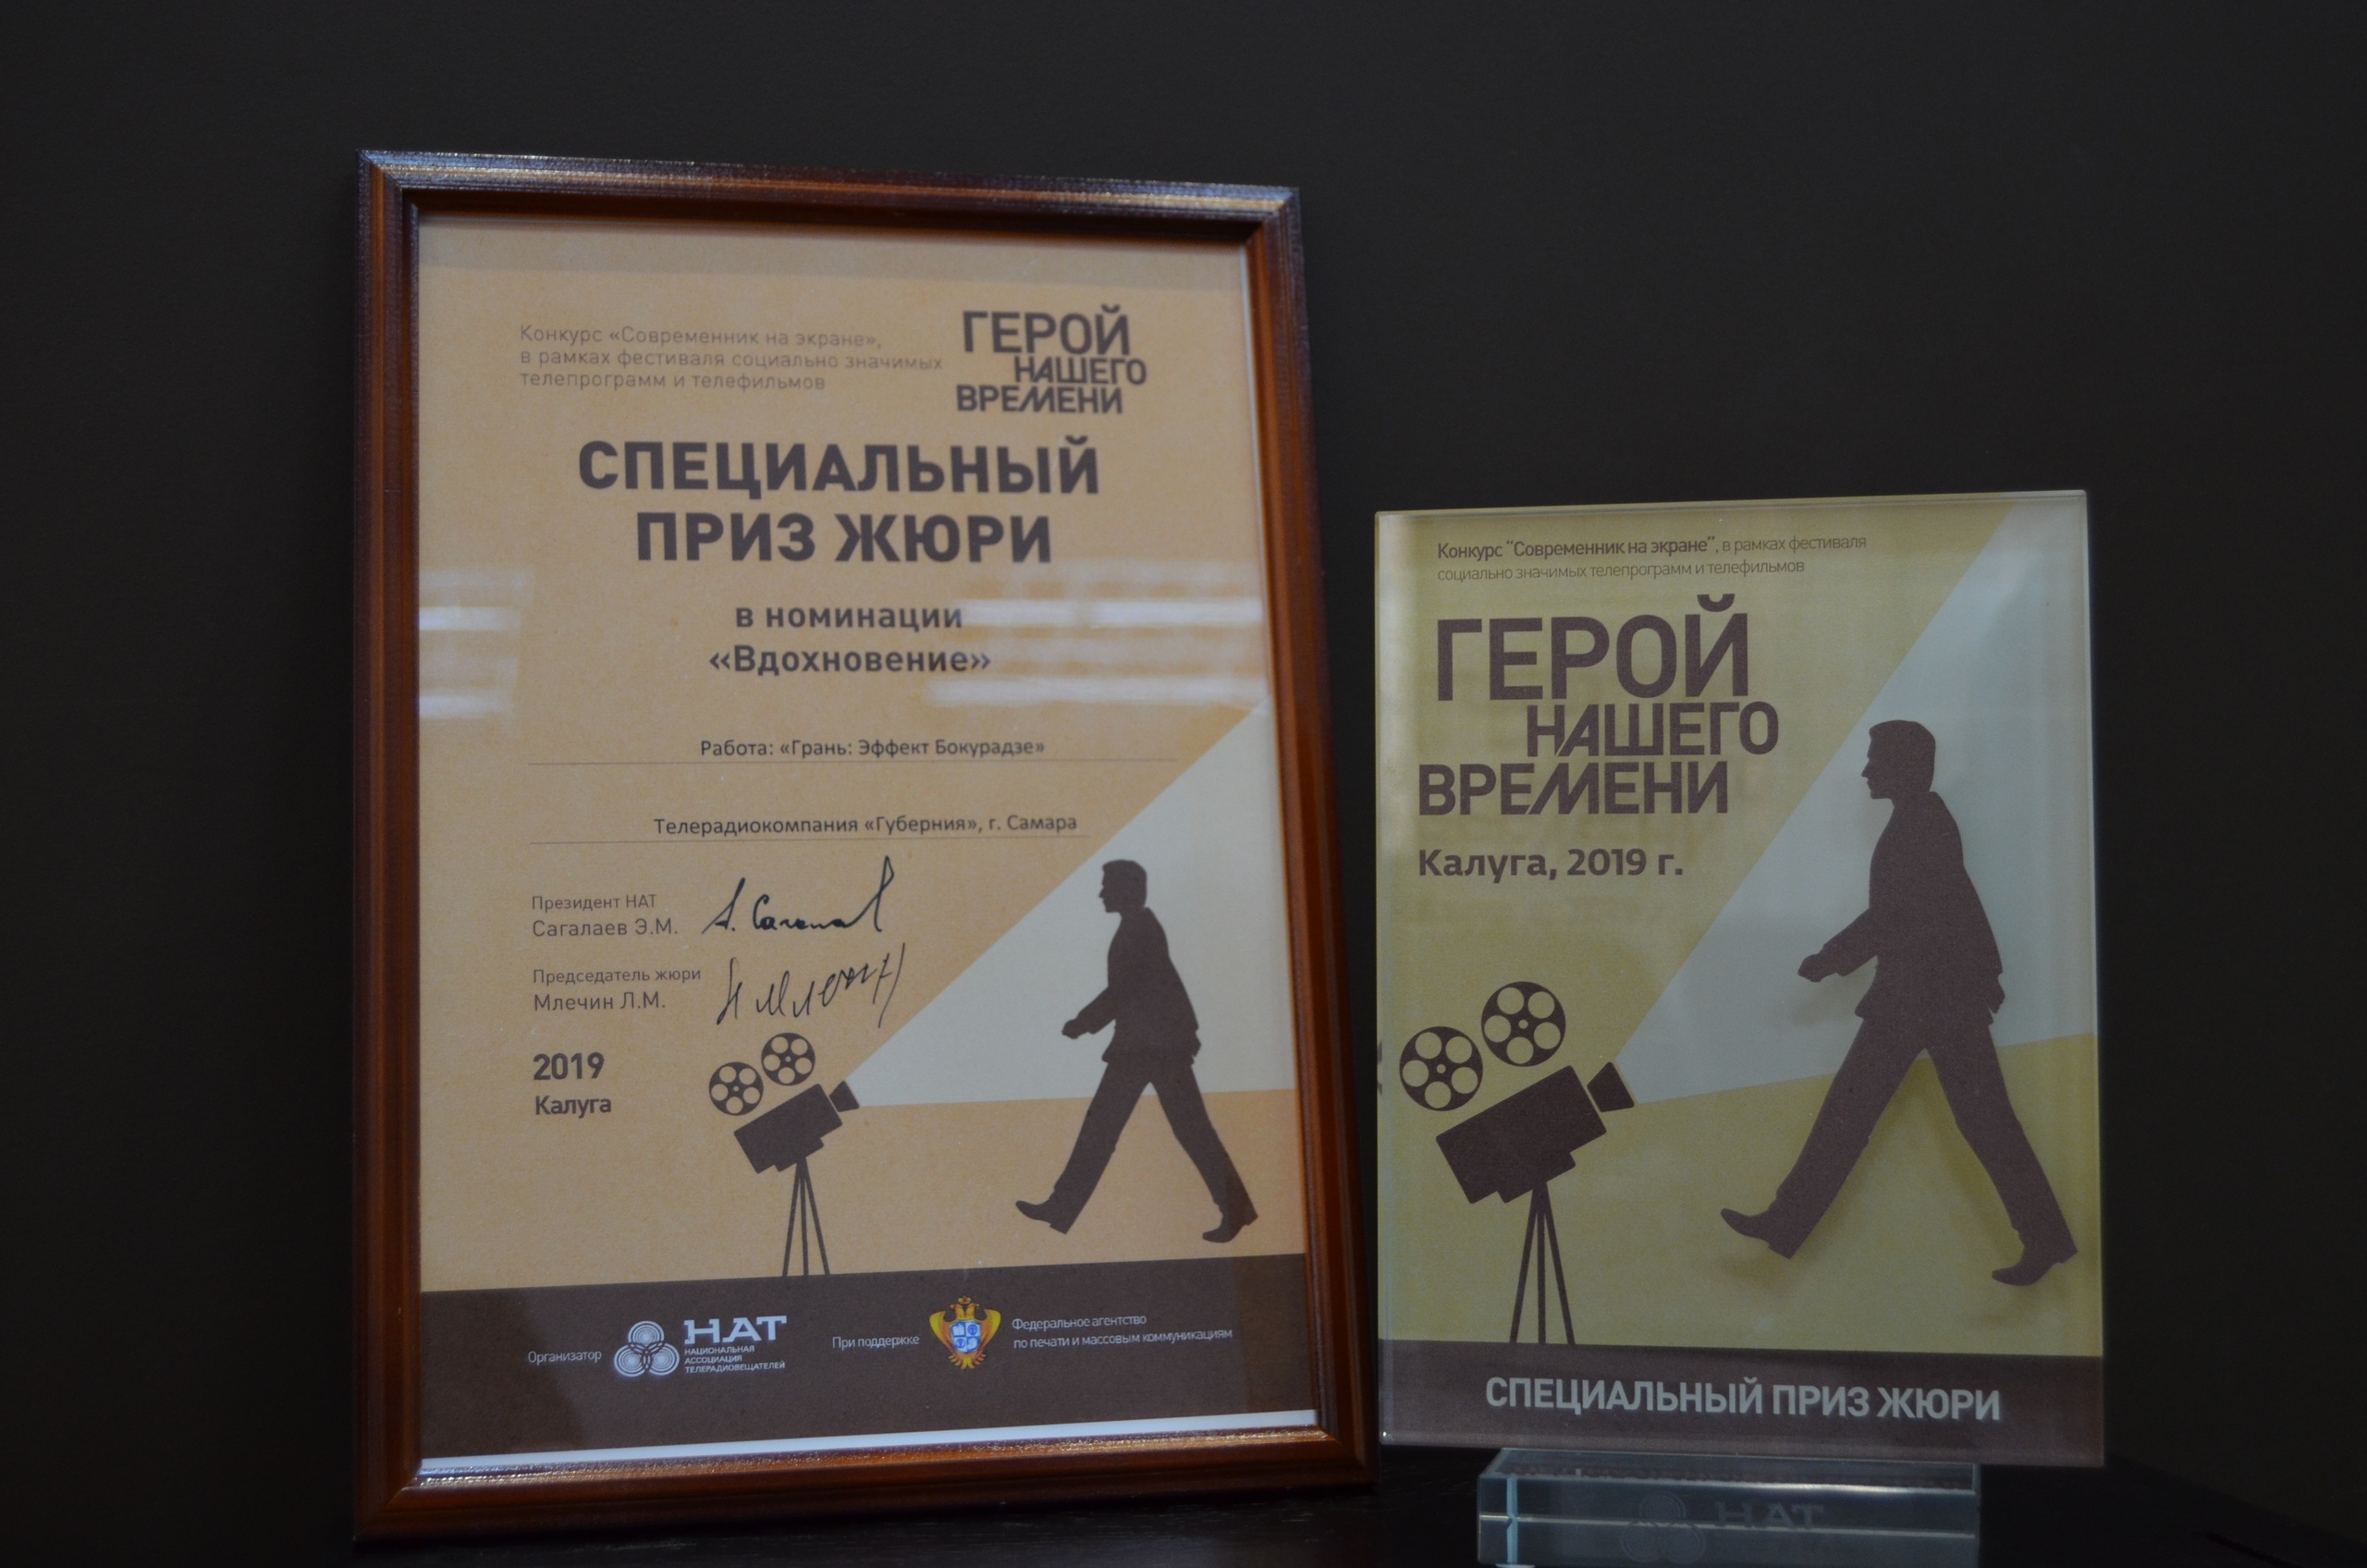 Конкурс «Современник на экране»,
в рамках фестиваля социально значимых
телепрограмм и телефильмов
ГЕРОЙ
НАШЕГО
ВРЕМЕНИ
СПЕЦИАЛЬНЫЙ
ПРИЗ ЖЮРИ
в номинации
«Вдохновение»
Работа: «Грань: Эффект Бокурадзе»
Телерадиокомпания «Губерния», г. Самара
Президент НАТ
Сагалаев Э.М.
Председатель жюри
Млечин Л.М.
2019
Калуга
Организатор
НАТ
НАЦИОНАЛЬНАЯ
АССОЦИАЦИЯ
ТЕЛЕРАДИОВЕЩАТЕЛЕЙ
При поддержке
Федеральное агентство
по печати и массовым коммуникациям
Конкурс "Современник на экране", в рамках фестиваля
социально значимых телепрограмм и телефильмов
ГЕРОЙ
НАШЕГО
ВРЕМЕНИ
Калуга, 2019 г.
СПЕЦИАЛЬНЫЙ ПРИЗ ЖЮРИ
НАТ